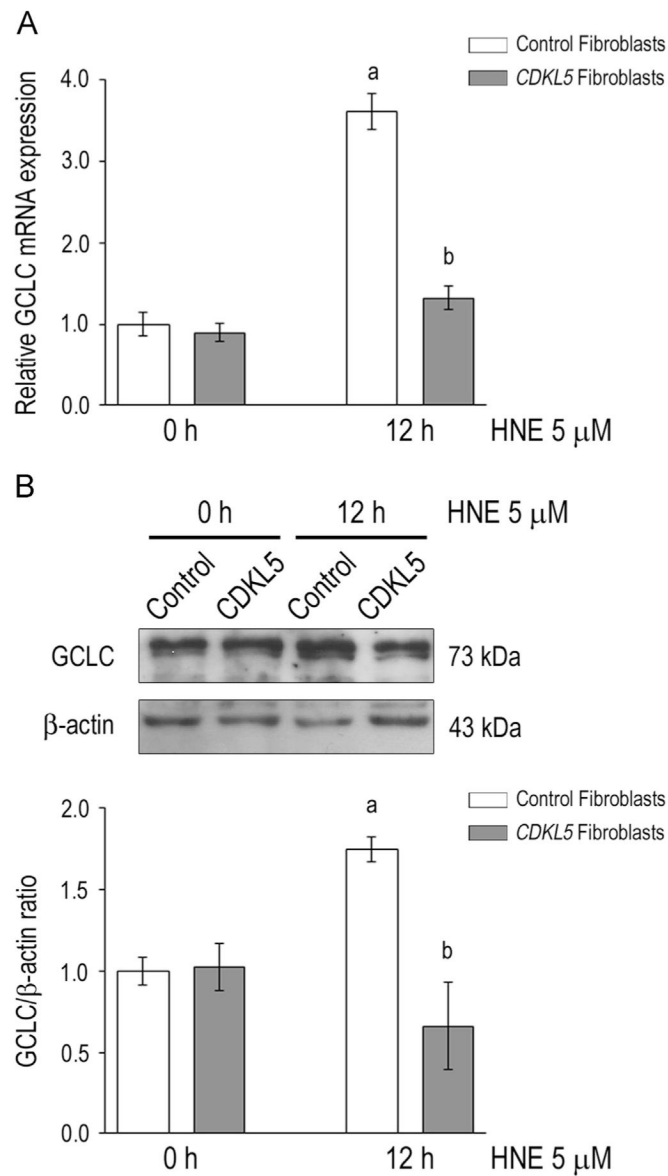 A
Control Fibroblasts
CDKL5 Fibroblasts
Relative GCLC mRNA expression
4.0
3.0
2.0
1.0
0.0
a
b
0 h
12 h
HNE 5 μM
B
0 h
12 h
HNE 5 μM
Control
CDKL5
Control
CDKL5
GCLC
73 kDa
β-actin
43 kDa
Control Fibroblasts
CDKL5 Fibroblasts
GCLC/β-actin ratio
2.0
1.5
1.0
0.5
0.0
a
b
0 h
12 h
HNE 5 μM